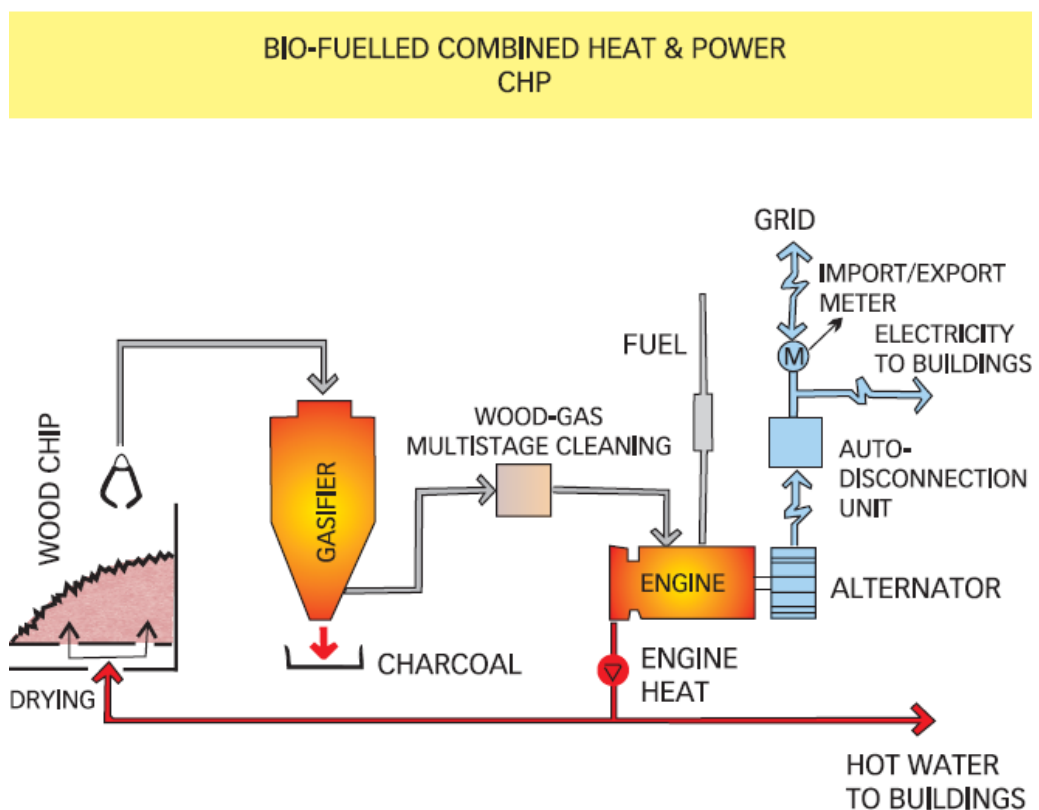 BIO-FUELLED COMBINED HEAT & POWER
CHP
GRID
IMPORT/EXPORT
METER
M
ELECTRICITY
TO BUILDINGS
FUEL
WOOD-GAS
MULTISTAGE CLEANING
WOOD CHIP
GASIFIER
AUTO-
DISCONNECTION
UNIT
ENGINE
ALTERNATOR
CHARCOAL
ENGINE
HEAT
DRYING
HOT WATER
TO BUILDINGS